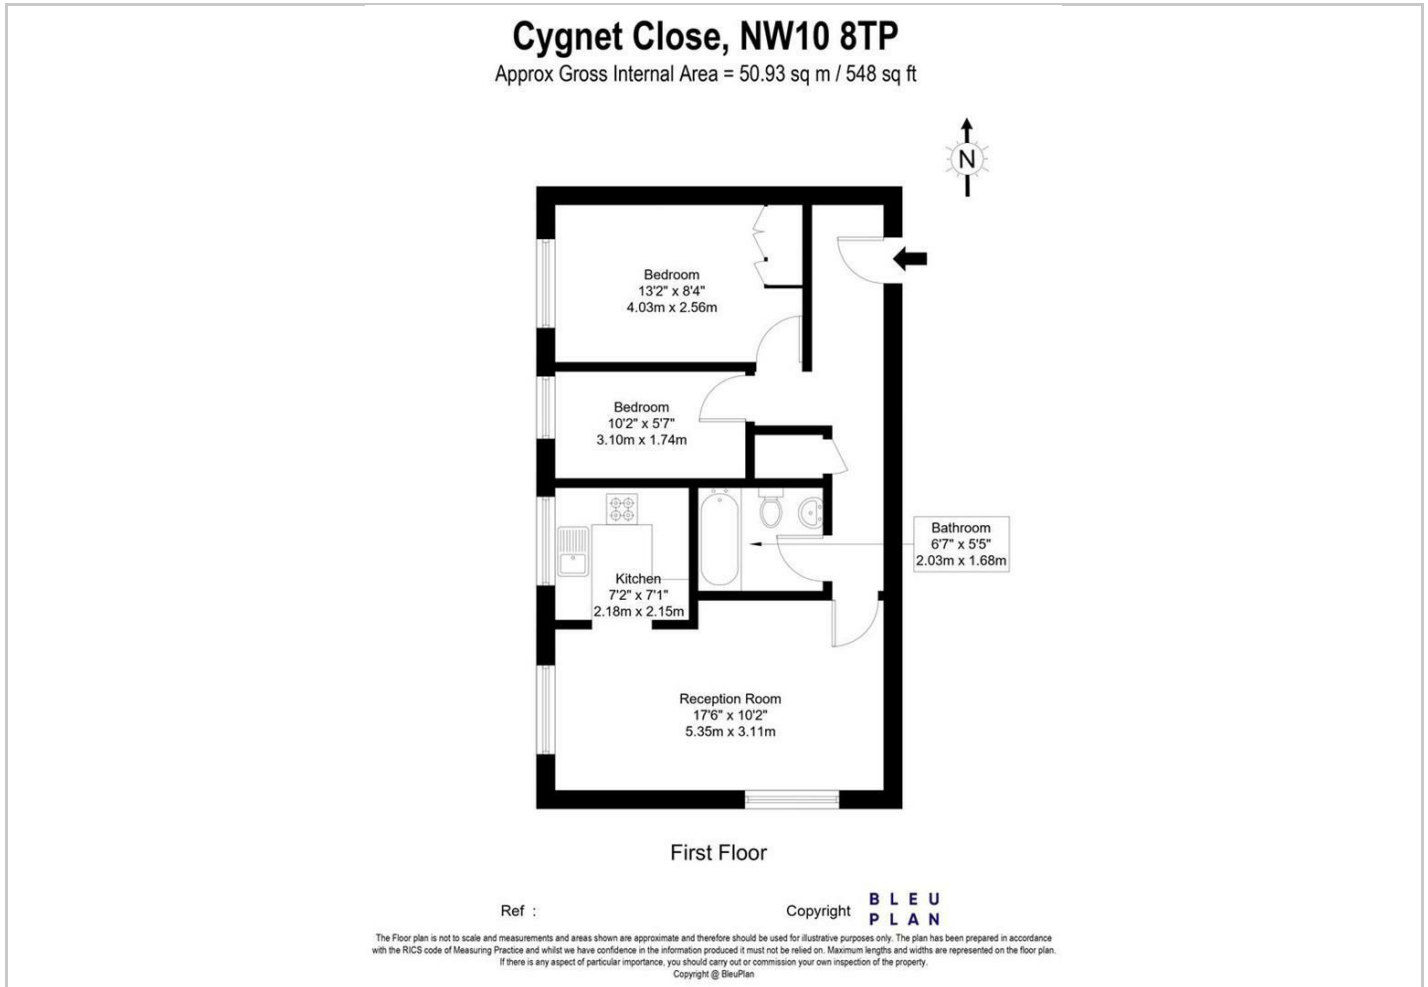 Cygnet Close, NW10 8TP
Approx Gross Internal Area = 50.93 sq m / 548 sq ft
N
Bedroom
13'2" x 8'4"
4.03m x 2.56m
Bedroom
10'2" x 5'7"
3.10m x 1.74m
Bathroom
6'7" x 5'5"
2.03m x 1.68m
Kitchen
7'2" x 7'1"
2.18m x 2.15m
Reception Room
17'6" x 10'2"
5.35m x 3.11m
First Floor
Ref :
Copyright
BLEU
PLAN
The Floor plan is not to scale and measurements and areas shown are approximate and therefore should be used for illustrative purposes only. The plan has been prepared in accordance
with the RICS code of Measuring Practice and whilst we have confidence in the information produced it must not be relied on. Maximum lengths and widths are represented on the floor plan.
If there is any aspect of particular importance, you should carry out or commission your own inspection of the property.
Copyright @ BleuPlan